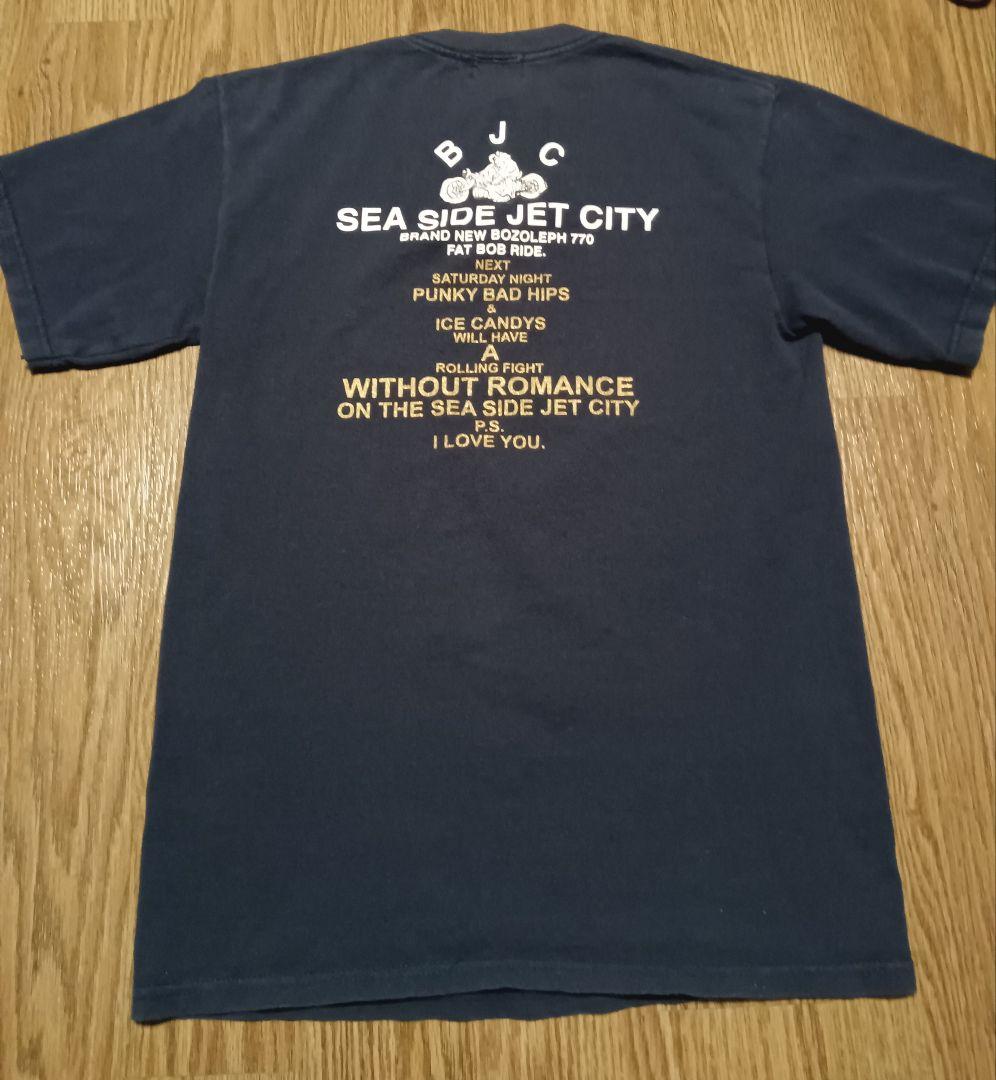 B J C
SEA SIDE JET CITY
BRAND NEW BOZOLEPH 770
FAT BOB RIDE.
NEXT
SATURDAY NIGHT
PUNKY BAD HIPS
&
ICE CANDYS
WILL HAVE
A
ROLLING FIGHT
WITHOUT ROMANCE
ON THE SEA SIDE JET CITY
P.S.
I LOVE YOU.